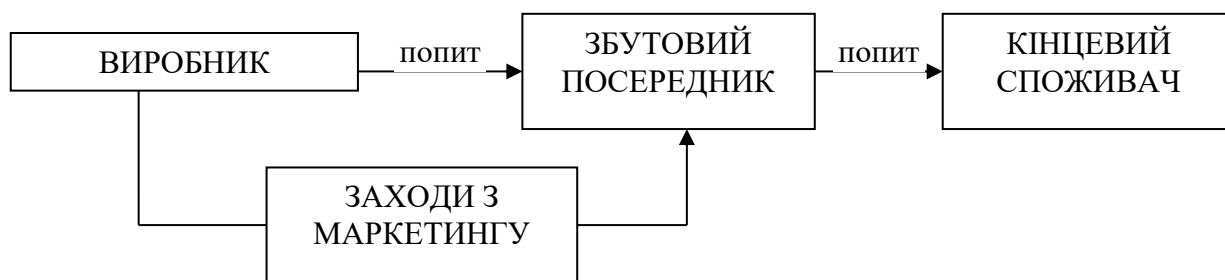 ВИРОБНИК
попит
ЗБУТОВИЙ
ПОСЕРЕДНИК
попит
КІНЦЕВИЙ
СПОЖИВАЧ
ЗАХОДИ З
МАРКЕТИНГУ